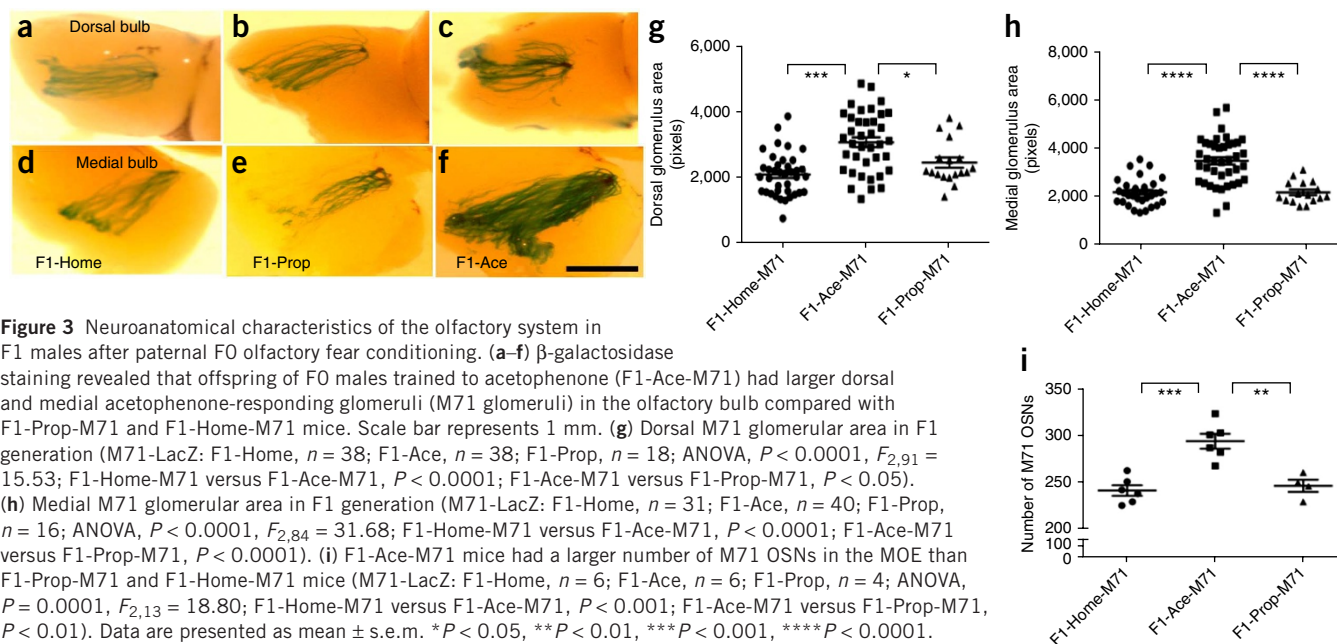 a Dorsal bulb
b
c
d Medial bulb
F1-Home
e
F1-Prop
f
F1-Ace
g
Dorsal glomerulus area
(pixels)
6,000
4,000
2,000
0
***
*
F1-Home-M71
F1-Ace-M71
F1-Prop-M71
h
Medial glomerulus area
(pixels)
8,000
6,000
4,000
2,000
0
****
****
F1-Home-M71
F1-Ace-M71
F1-Prop-M71
Figure 3 Neuroanatomical characteristics of the olfactory system in
F1 males after paternal F0 olfactory fear conditioning. (a–f) β-galactosidase
staining revealed that offspring of F0 males trained to acetophenone (F1-Ace-M71) had larger dorsal
and medial acetophenone-responding glomeruli (M71 glomeruli) in the olfactory bulb compared with
F1-Prop-M71 and F1-Home-M71 mice. Scale bar represents 1 mm. (g) Dorsal M71 glomerular area in F1
generation (M71-LacZ: F1-Home, n = 38; F1-Ace, n = 38; F1-Prop, n = 18; ANOVA, P < 0.0001, F2,91 =
15.53; F1-Home-M71 versus F1-Ace-M71, P < 0.0001; F1-Ace-M71 versus F1-Prop-M71, P < 0.05).
(h) Medial M71 glomerular area in F1 generation (M71-LacZ: F1-Home, n = 31; F1-Ace, n = 40; F1-Prop,
n = 16; ANOVA, P < 0.0001, F2,84 = 31.68; F1-Home-M71 versus F1-Ace-M71, P < 0.0001; F1-Ace-M71
versus F1-Prop-M71, P < 0.0001). (i) F1-Ace-M71 mice had a larger number of M71 OSNs in the MOE than
F1-Prop-M71 and F1-Home-M71 mice (M71-LacZ: F1-Home, n = 6; F1-Ace, n = 6; F1-Prop, n = 4; ANOVA,
P = 0.0001, F2,13 = 18.80; F1-Home-M71 versus F1-Ace-M71, P < 0.001; F1-Ace-M71 versus F1-Prop-M71,
P < 0.01). Data are presented as mean ± s.e.m. *P < 0.05, **P < 0.01, ***P < 0.001, ****P < 0.0001.
i
Number of M71 OSNs
350
300
250
200
100
0
***
**
F1-Home-M71
F1-Ace-M71
F1-Prop-M71